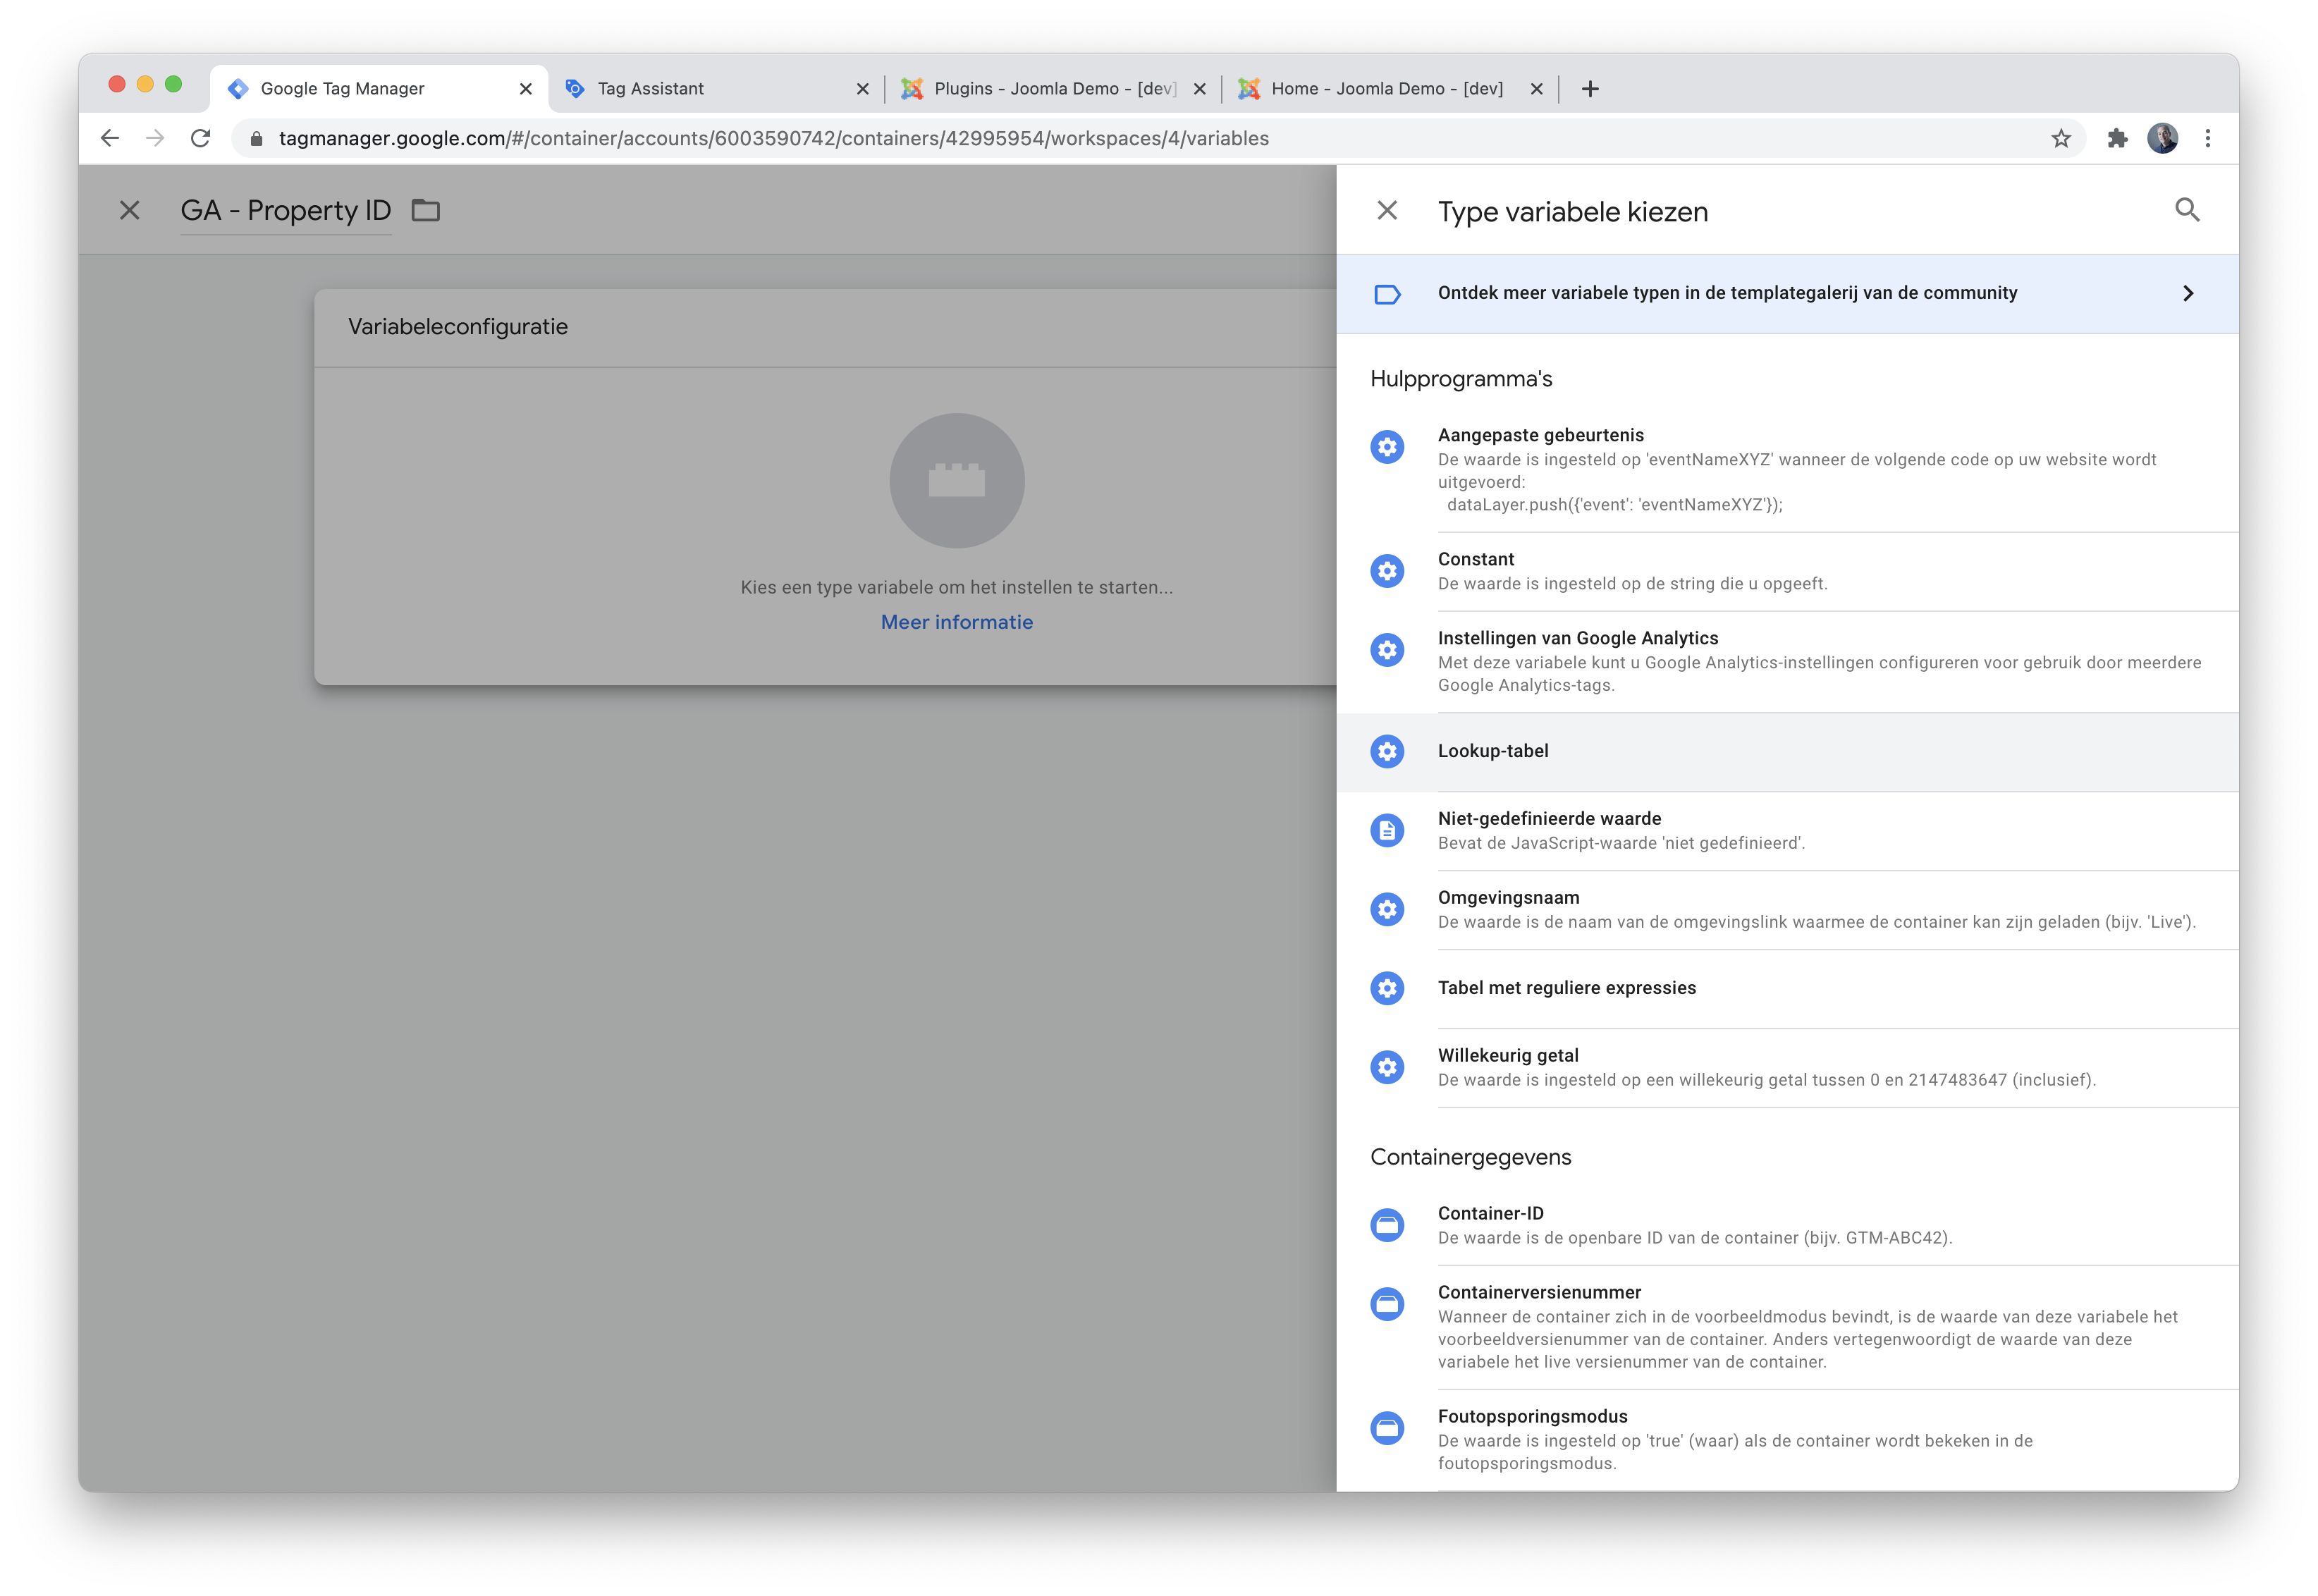 Google Tag Manager
Tag Assistant
Plugins - Joomla Demo - [dev]
Home - Joomla Demo - [dev]
tagmanager.google.com/#/container/accounts/6003590742/containers/42995954/workspaces/4/variables
GA - Property ID
Variabeleconfiguratie
Kies een type variabele om het instellen te starten...
Meer informatie
Type variabele kiezen
Ontdek meer variabele typen in de templategalerij van de community
Hulpprogramma's
Aangepaste gebeurtenis
De waarde is ingesteld op 'eventNameXYZ' wanneer de volgende code op uw website wordt
uitgevoerd:
dataLayer.push({'event': 'eventNameXYZ'});
Constant
De waarde is ingesteld op de string die u opgeeft.
Instellingen van Google Analytics
Met deze variabele kunt u Google Analytics-instellingen configureren voor gebruik door meerdere
Google Analytics-tags.
Lookup-tabel
Niet-gedefinieerde waarde
Bevat de JavaScript-waarde 'niet gedefinieerd'.
Omgevingsnaam
De waarde is de naam van de omgevingslink waarmee de container kan zijn geladen (bijv. 'Live').
Tabel met reguliere expressies
Willekeurig getal
De waarde is ingesteld op een willekeurig getal tussen 0 en 2147483647 (inclusief).
Containergegevens
Container-ID
De waarde is de openbare ID van de container (bijv. GTM-ABC42).
Containerversienummer
Wanneer de container zich in de voorbeeldmodus bevindt, is de waarde van deze variabele het
voorbeeldversienummer van de container. Anders vertegenwoordigt de waarde van deze
variabele het live versienummer van de container.
Foutopsporingsmodus
De waarde is ingesteld op 'true' (waar) als de container wordt bekeken in de
foutopsporingsmodus.